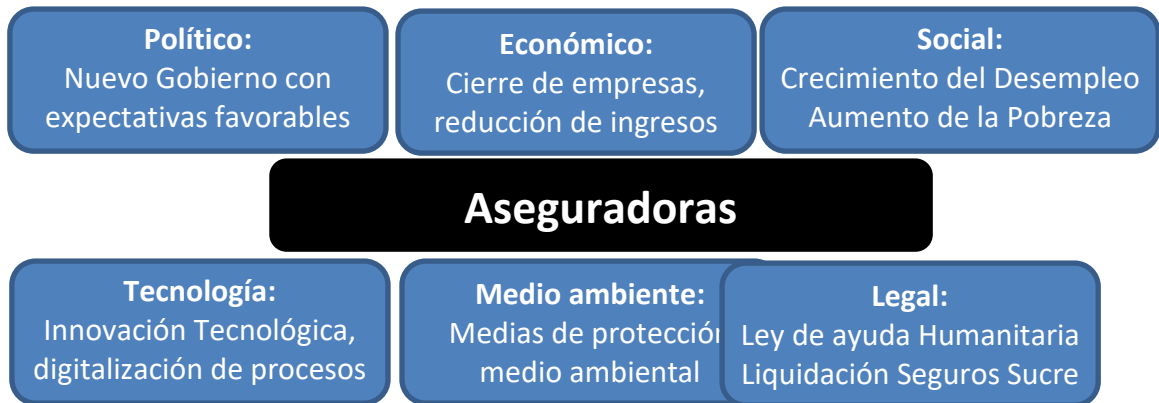 Político:
Nuevo Gobierno con
expectativas favorables
Económico:
Cierre de empresas,
reducción de ingresos
Social:
Crecimiento del Desempleo
Aumento de la Pobreza
Aseguradoras
Tecnología:
Innovación Tecnológica,
digitalización de procesos
Medio ambiente:
Medias de protección
medio ambiental
Legal:
Ley de ayuda Humanitaria
Liquidación Seguros Sucre